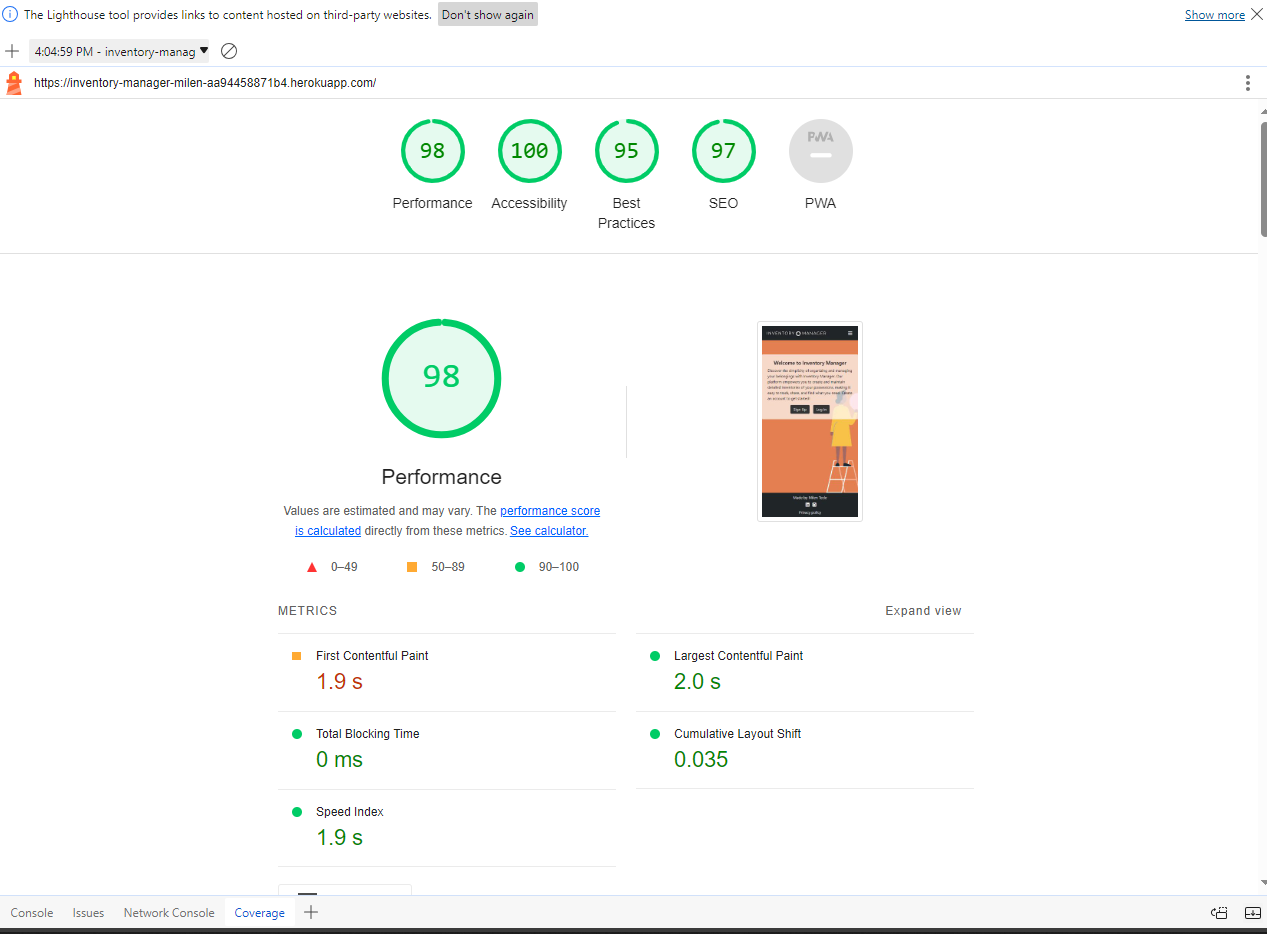 The Lighthouse tool provides links to content hosted on third-party websites. Don't show again Show more
4:04:59 PM - inventory-manag
https://inventory-manager-milen-aa94458871b4.herokuapp.com/
98 100 95 97 PWA
Performance Accessibility Best Practices SEO PWA
98
Performance
Values are estimated and may vary. The performance score
is calculated directly from these metrics. See calculator.
0–49 50–89 90–100
INVENTORY MANAGER
Welcome to Inventory Manager
Sign Up Log In
Privacy policy
METRICS Expand view
First Contentful Paint
1.9 s
Largest Contentful Paint
2.0 s
Total Blocking Time
0 ms
Cumulative Layout Shift
0.035
Speed Index
1.9 s
Console Issues Network Console Coverage